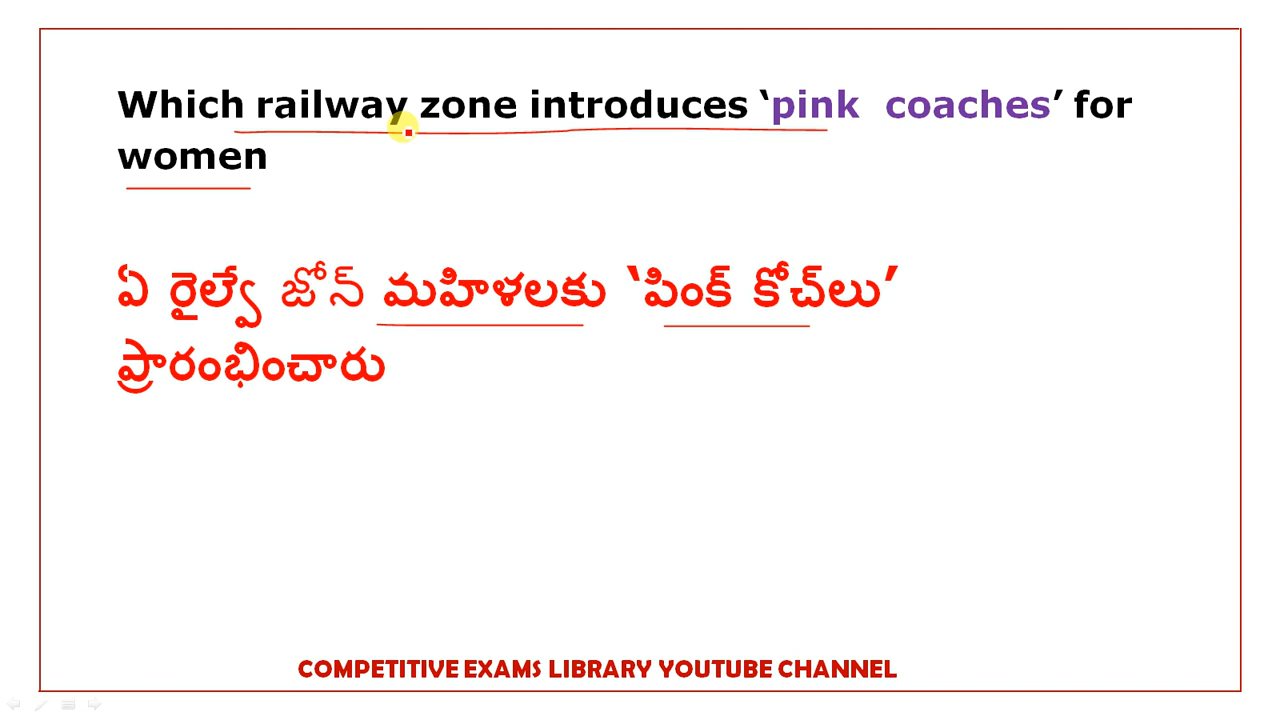 Which railway zone introduces ‘pink coaches’ for
women
ఏ రైల్వే జోన్ మహిళలకు ‘పింక్ కోచ్‌లు’
ప్రారంభించారు
COMPETITIVE EXAMS LIBRARY YOUTUBE CHANNEL